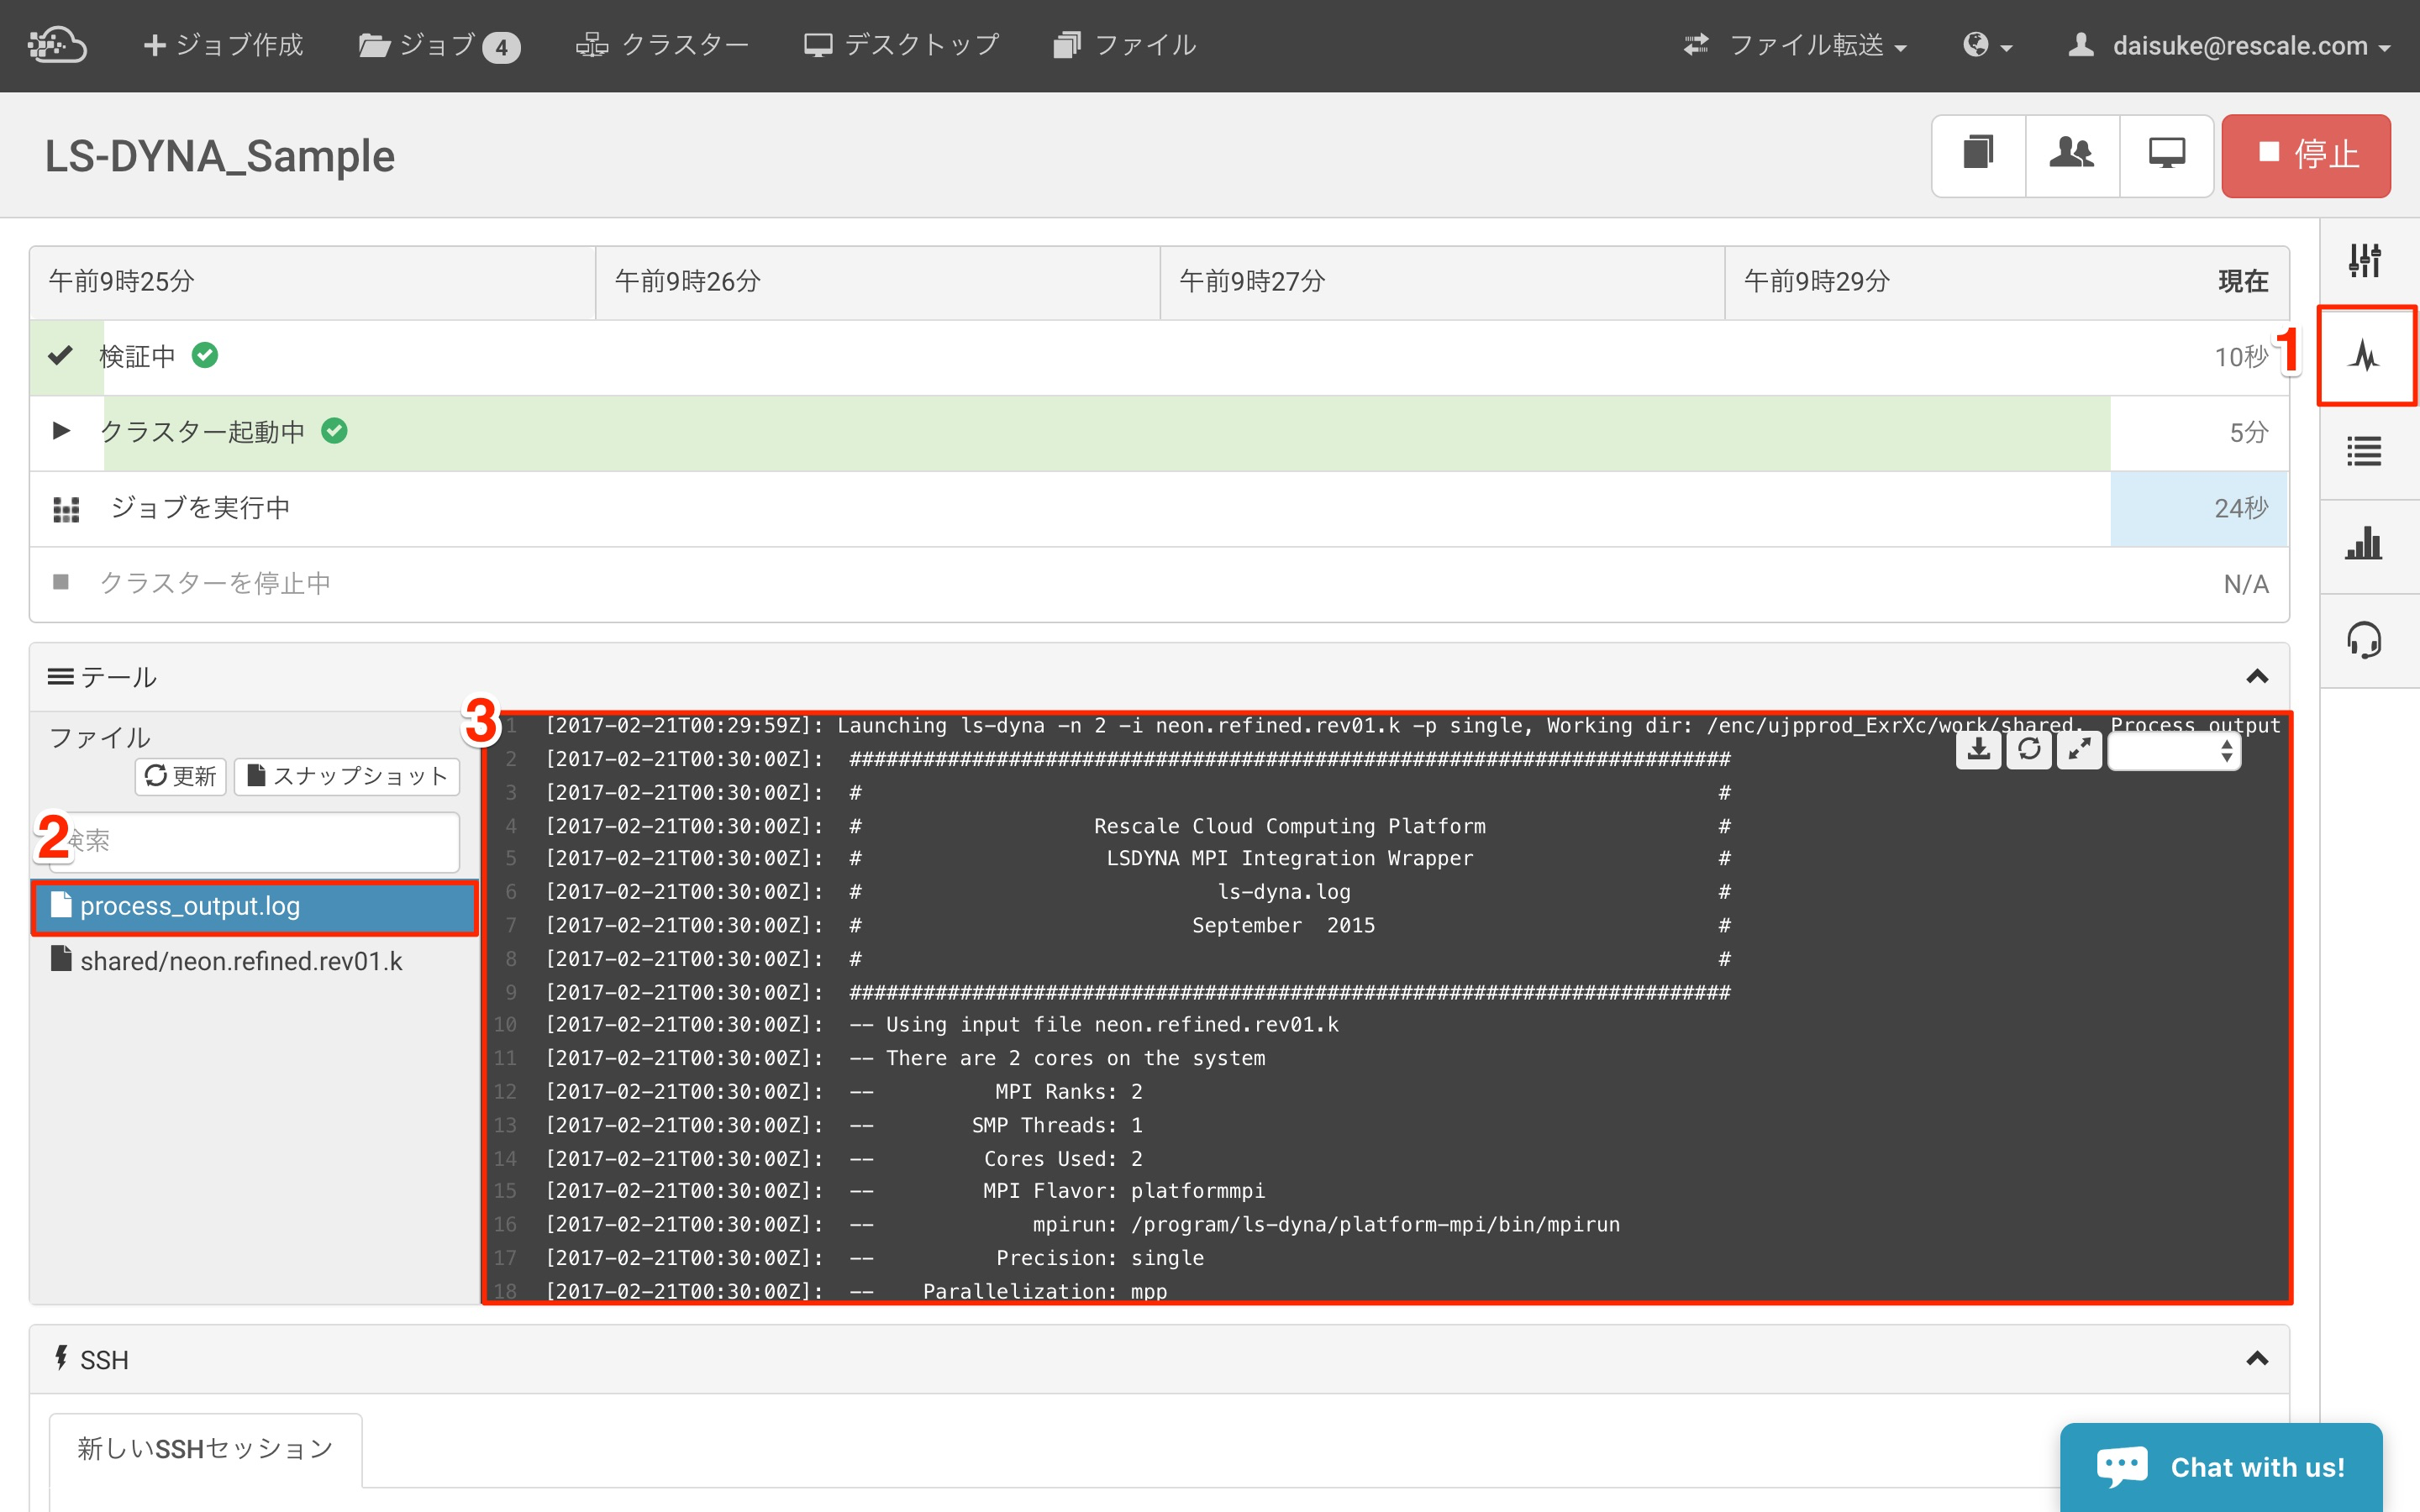 ジョブ作成 ジョブ 4 クラスター デスクトップ ファイル ファイル転送 daisuke@rescale.com
LS-DYNA_Sample 停止
午前9時25分 午前9時26分 午前9時27分 午前9時29分 現在
検証中 10秒 1
クラスター起動中 5分
ジョブを実行中 24秒
クラスターを停止中 N/A
テール
3
ファイル
更新 スナップショット
2 検索
process_output.log
shared/neon.refined.rev01.k
1 [2017-02-21T00:29:59Z]: Launching ls-dyna -n 2 -i neon.refined.rev01.k -p single, Working dir: /enc/ujpprod_ExrXc/work/shared. Process output
2 [2017-02-21T00:30:00Z]: ########################################################################
3 [2017-02-21T00:30:00Z]: # #
4 [2017-02-21T00:30:00Z]: # Rescale Cloud Computing Platform #
5 [2017-02-21T00:30:00Z]: # LSDYNA MPI Integration Wrapper #
6 [2017-02-21T00:30:00Z]: # ls-dyna.log #
7 [2017-02-21T00:30:00Z]: # September 2015 #
8 [2017-02-21T00:30:00Z]: # #
9 [2017-02-21T00:30:00Z]: ########################################################################
10 [2017-02-21T00:30:00Z]: -- Using input file neon.refined.rev01.k
11 [2017-02-21T00:30:00Z]: -- There are 2 cores on the system
12 [2017-02-21T00:30:00Z]: -- MPI Ranks: 2
13 [2017-02-21T00:30:00Z]: -- SMP Threads: 1
14 [2017-02-21T00:30:00Z]: -- Cores Used: 2
15 [2017-02-21T00:30:00Z]: -- MPI Flavor: platformmpi
16 [2017-02-21T00:30:00Z]: -- mpirun: /program/ls-dyna/platform-mpi/bin/mpirun
17 [2017-02-21T00:30:00Z]: -- Precision: single
18 [2017-02-21T00:30:00Z]: -- Parallelization: mpp
SSH
新しいSSHセッション
Chat with us!